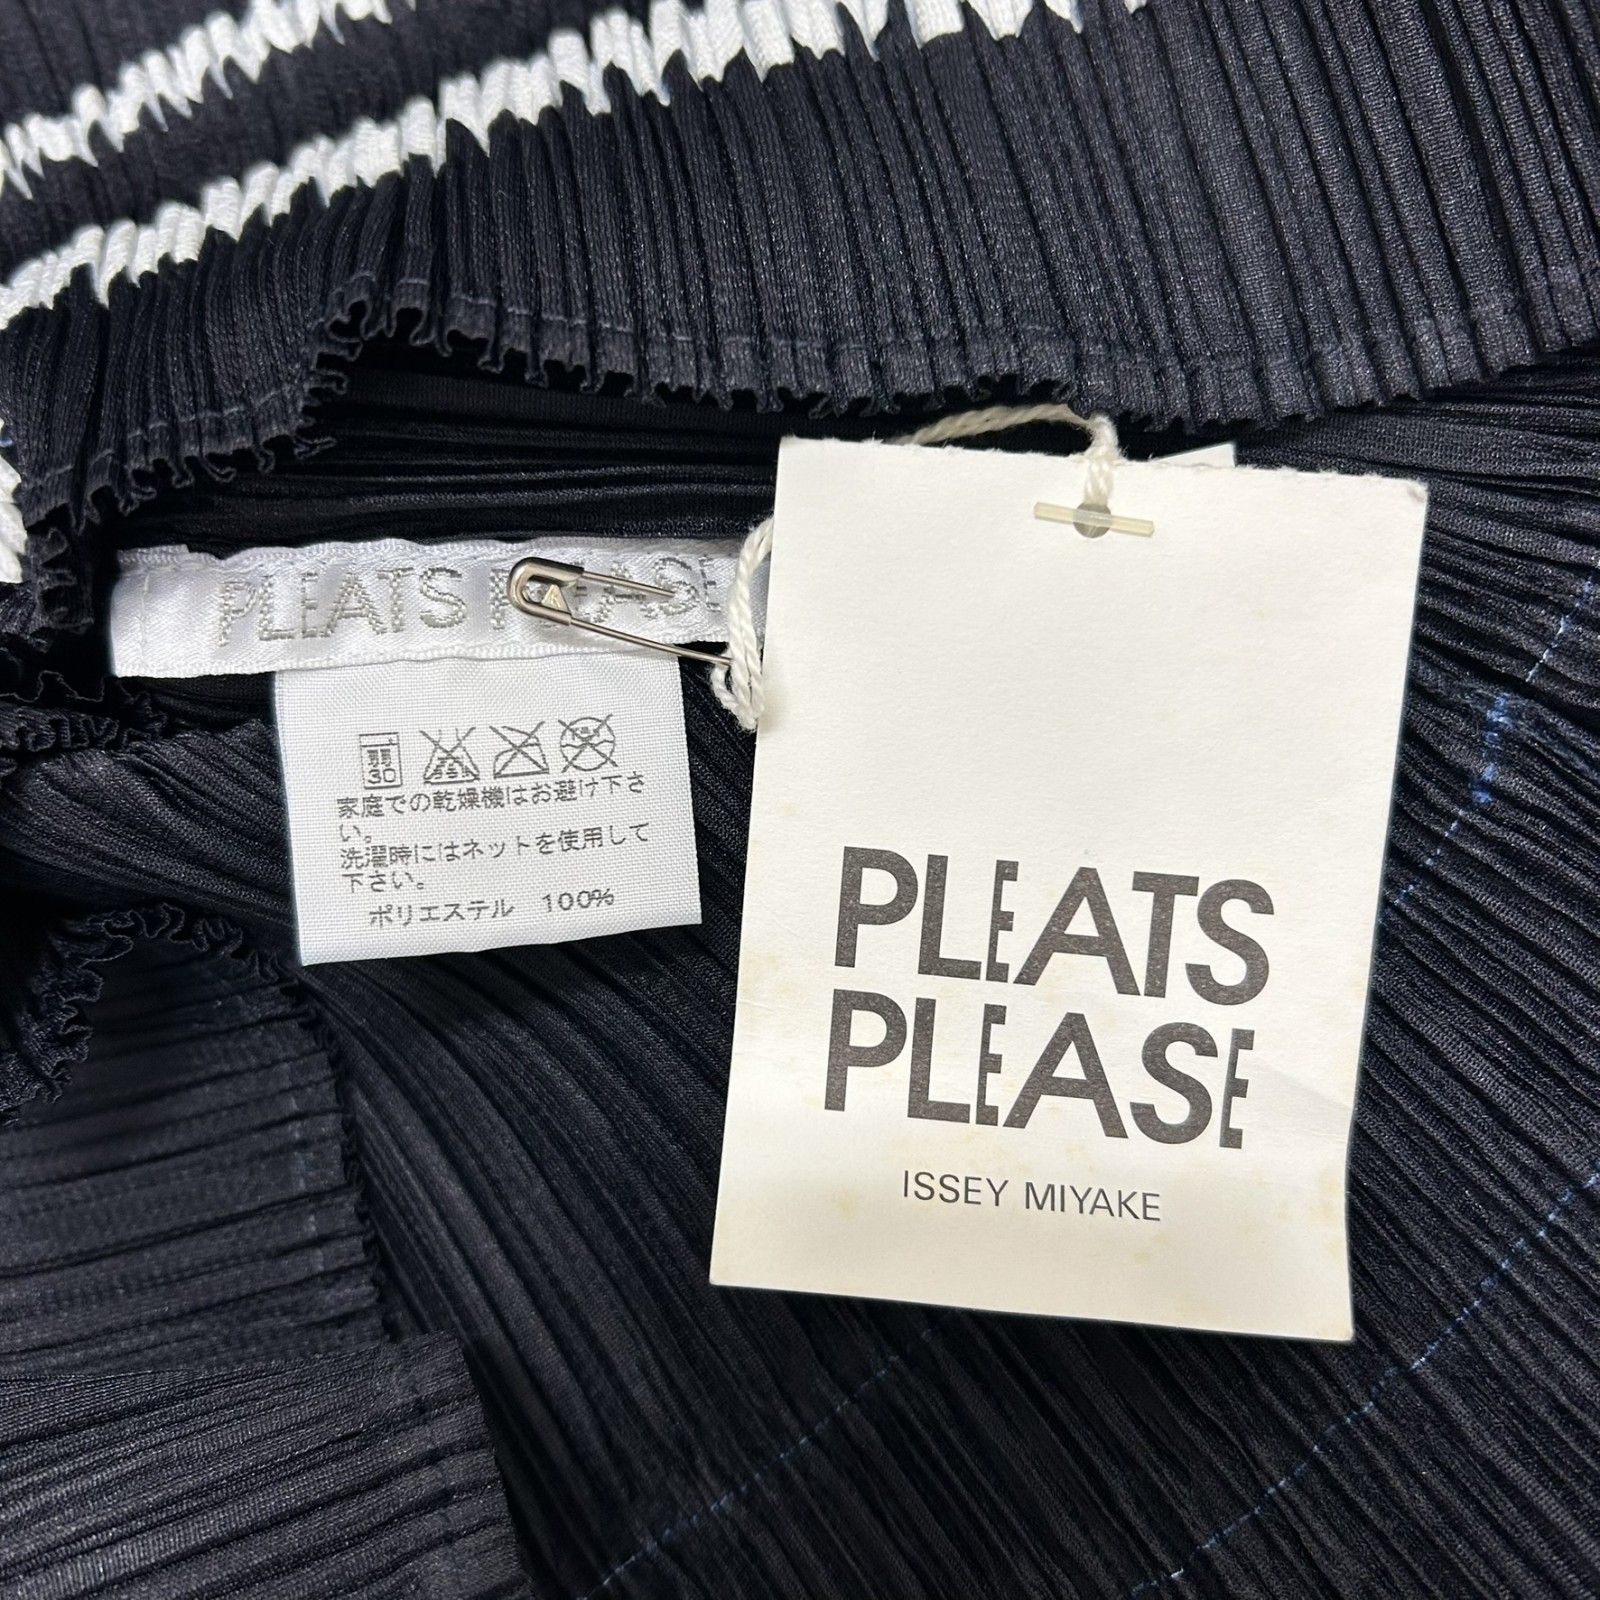 PLEATS PLEASE
弱
30
家庭での乾燥機はお避け下さ
い。
洗濯時にはネットを使用して
下さい。
ポリエステル 100%
PLEATS
PLEASE
ISSEY MIYAKE